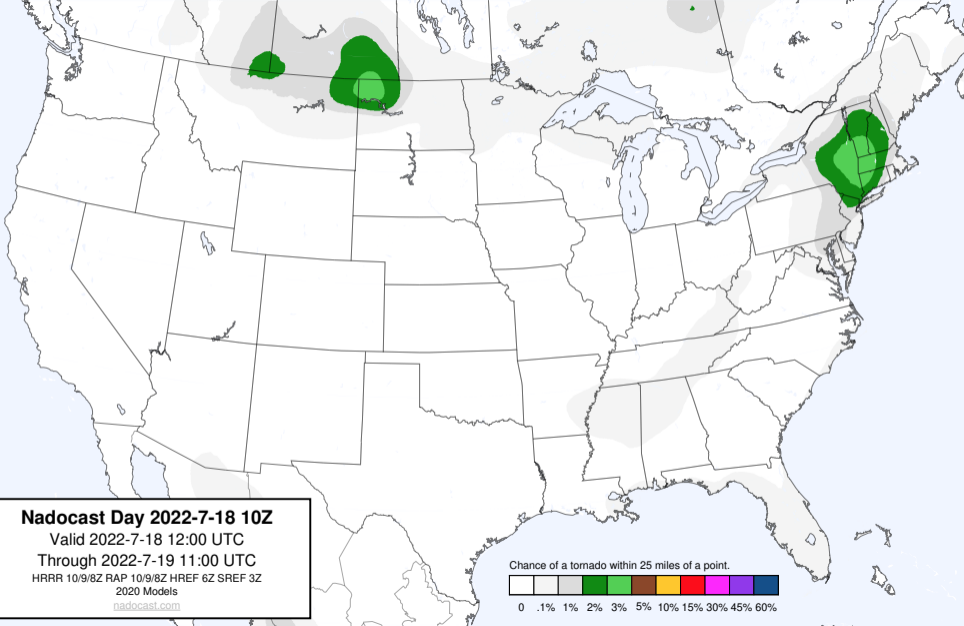 Nadocast Day 2022-7-18 10Z
Valid 2022-7-18 12:00 UTC
Through 2022-7-19 11:00 UTC
HRRR 10/9/8Z RAP 10/9/8Z HREF 6Z SREF 3Z
2020 Models
nadocast.com
Chance of a tornado within 25 miles of a point.
0 .1% 1% 2% 3% 5% 10% 15% 30% 45% 60%